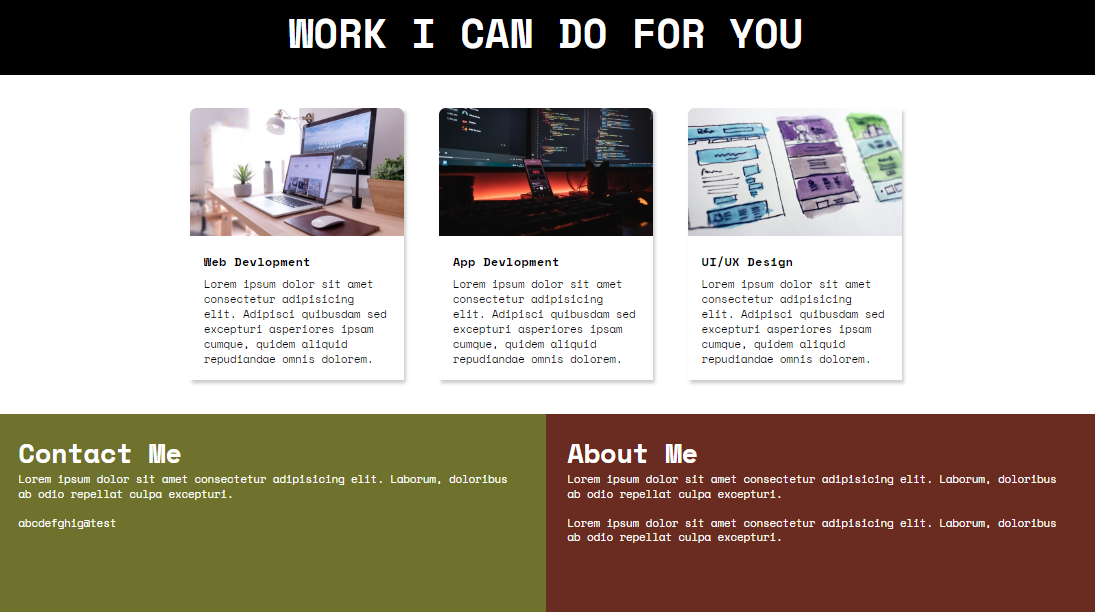 WORK I CAN DO FOR YOU
Web Devlopment
Lorem ipsum dolor sit amet
consectetur adipisicing
elit. Adipisci quibusdam sed
excepturi asperiores ipsam
cumque, quidem aliquid
repudiandae omnis dolorem.
App Devlopment
Lorem ipsum dolor sit amet
consectetur adipisicing
elit. Adipisci quibusdam sed
excepturi asperiores ipsam
cumque, quidem aliquid
repudiandae omnis dolorem.
UI/UX Design
Lorem ipsum dolor sit amet
consectetur adipisicing
elit. Adipisci quibusdam sed
excepturi asperiores ipsam
cumque, quidem aliquid
repudiandae omnis dolorem.
Contact Me
Lorem ipsum dolor sit amet consectetur adipisicing elit. Laborum, doloribus
ab odio repellat culpa excepturi.
abcdefghig@test
About Me
Lorem ipsum dolor sit amet consectetur adipisicing elit. Laborum, doloribus
ab odio repellat culpa excepturi.
Lorem ipsum dolor sit amet consectetur adipisicing elit. Laborum, doloribus
ab odio repellat culpa excepturi.